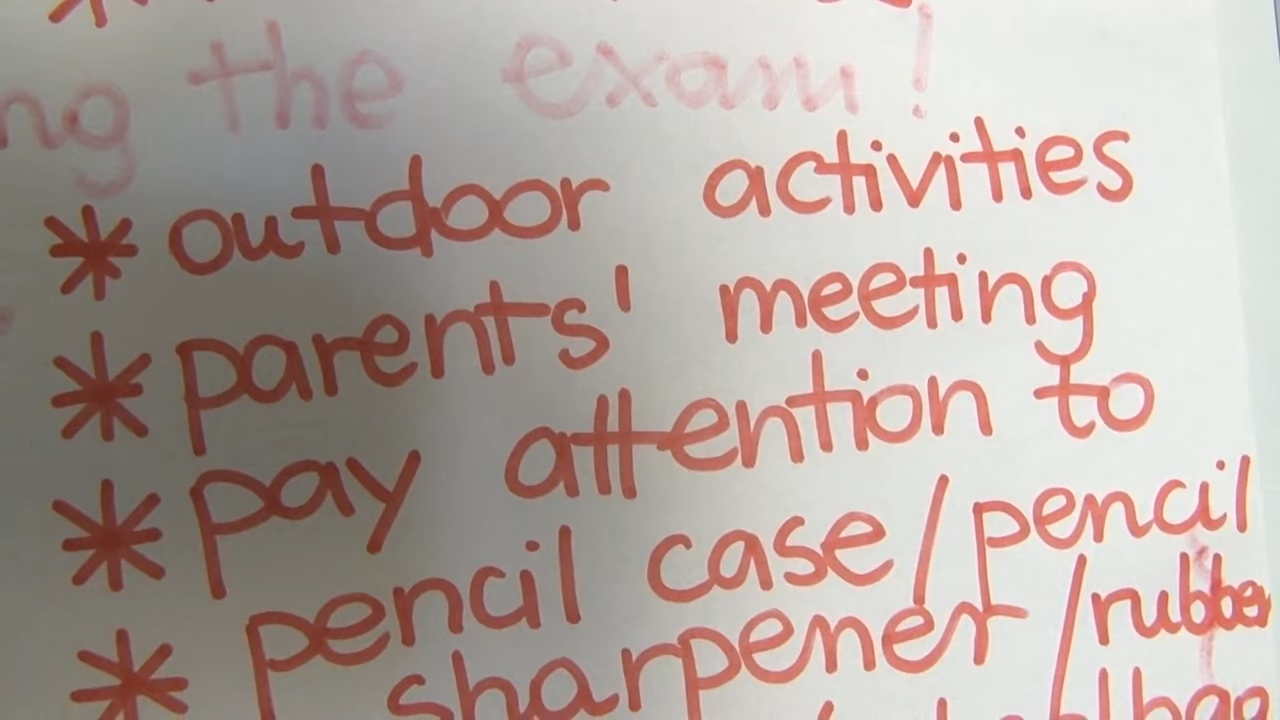 the exam!
* outdoor activities
* parents' meeting
* pay attention to
* pencil case/pencil
sharpener/rubber